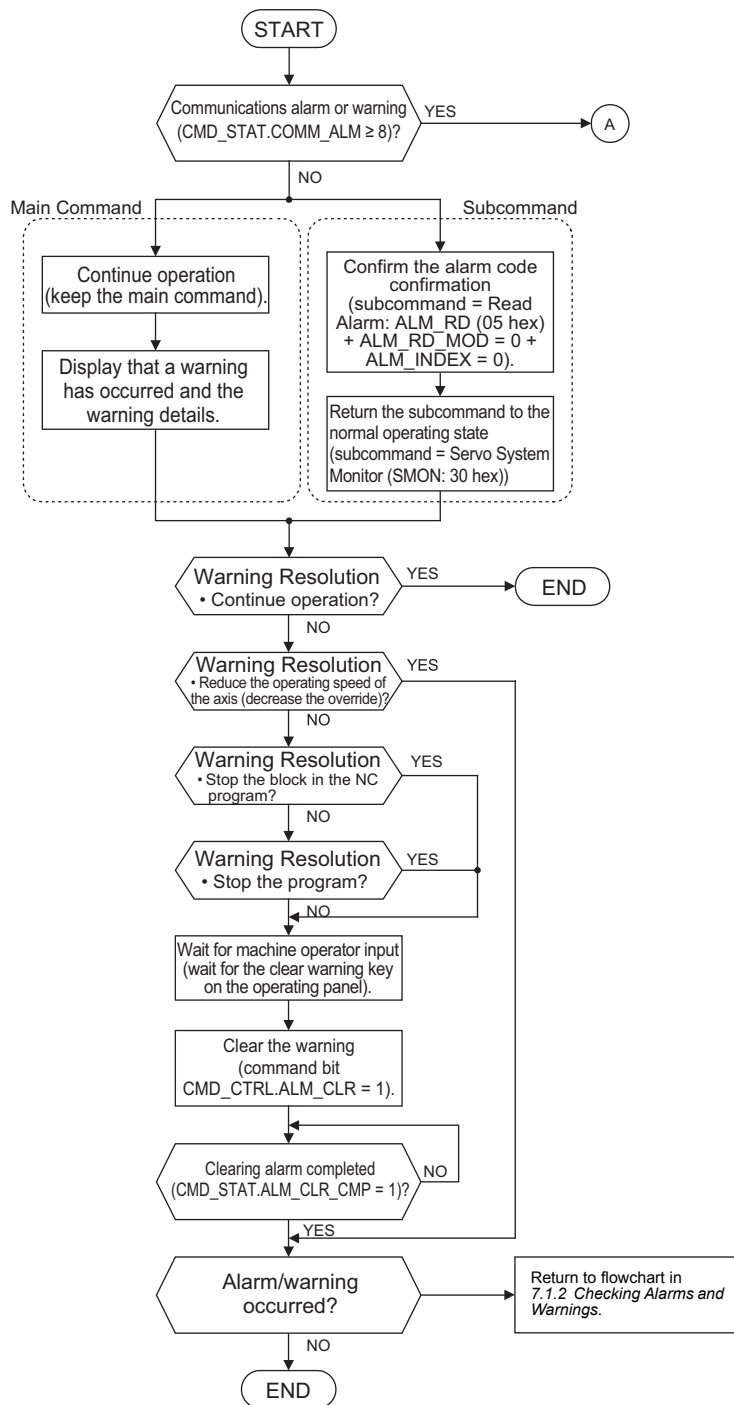 START
Communications alarm or warning
(CMD_STAT.COMM_ALM ≥ 8)?
YES
A
NO
Main Command
Subcommand
Continue operation
(keep the main command).
Display that a warning
has occurred and the
warning details.
Confirm the alarm code
confirmation
(subcommand = Read
Alarm: ALM_RD (05 hex)
+ ALM_RD_MOD = 0 +
ALM_INDEX = 0).
Return the subcommand to the
normal operating state
(subcommand = Servo System
Monitor (SMON: 30 hex))
Warning Resolution
• Continue operation?
YES
END
NO
Warning Resolution
• Reduce the operating speed of
the axis (decrease the override)?
YES
NO
Warning Resolution
• Stop the block in the NC
program?
YES
NO
Warning Resolution
• Stop the program?
YES
NO
Wait for machine operator input
(wait for the clear warning key
on the operating panel).
Clear the warning
(command bit
CMD_CTRL.ALM_CLR = 1).
Clearing alarm completed
(CMD_STAT.ALM_CLR_CMP = 1)?
NO
YES
Alarm/warning
occurred?
Return to flowchart in
7.1.2 Checking Alarms and
Warnings.
NO
END